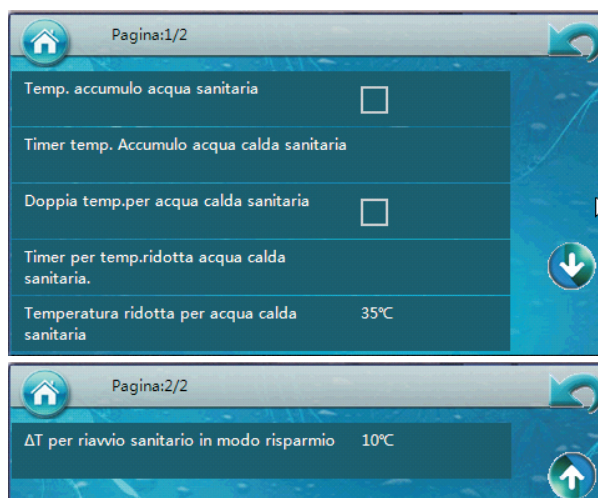 Pagina:1/2
Temp. accumulo acqua sanitaria
Timer temp. Accumulo acqua calda sanitaria
Doppia temp.per acqua calda sanitaria
Timer per temp.ridotta acqua calda
sanitaria.
Temperatura ridotta per acqua calda 35℃
sanitaria
Pagina:2/2
ΔT per riavvio sanitario in modo risparmio 10℃